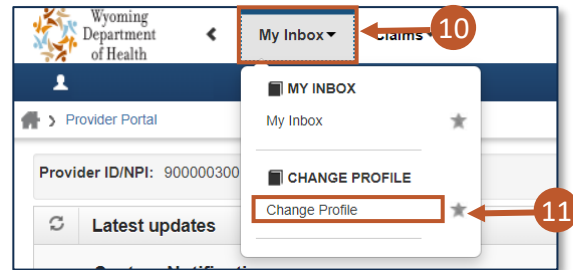 Wyoming
Department
of Health
My Inbox
10
Claims
MY INBOX
Provider Portal
My Inbox
Provider ID/NPI: 900000300
CHANGE PROFILE
Change Profile
11
Latest updates